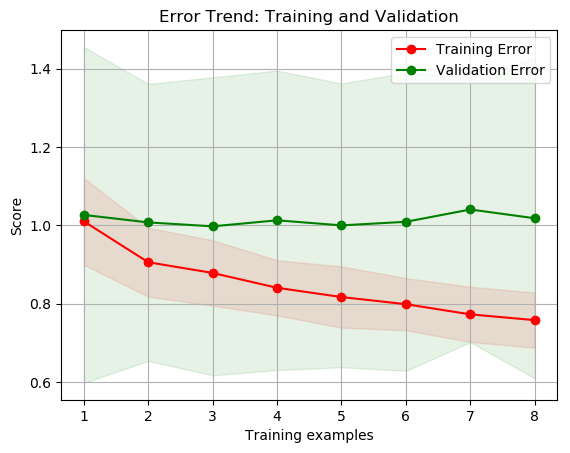 Error Trend: Training and Validation
Training Error
Validation Error
Score
1.4
1.2
1.0
0.8
0.6
1 2 3 4 5 6 7 8
Training examples